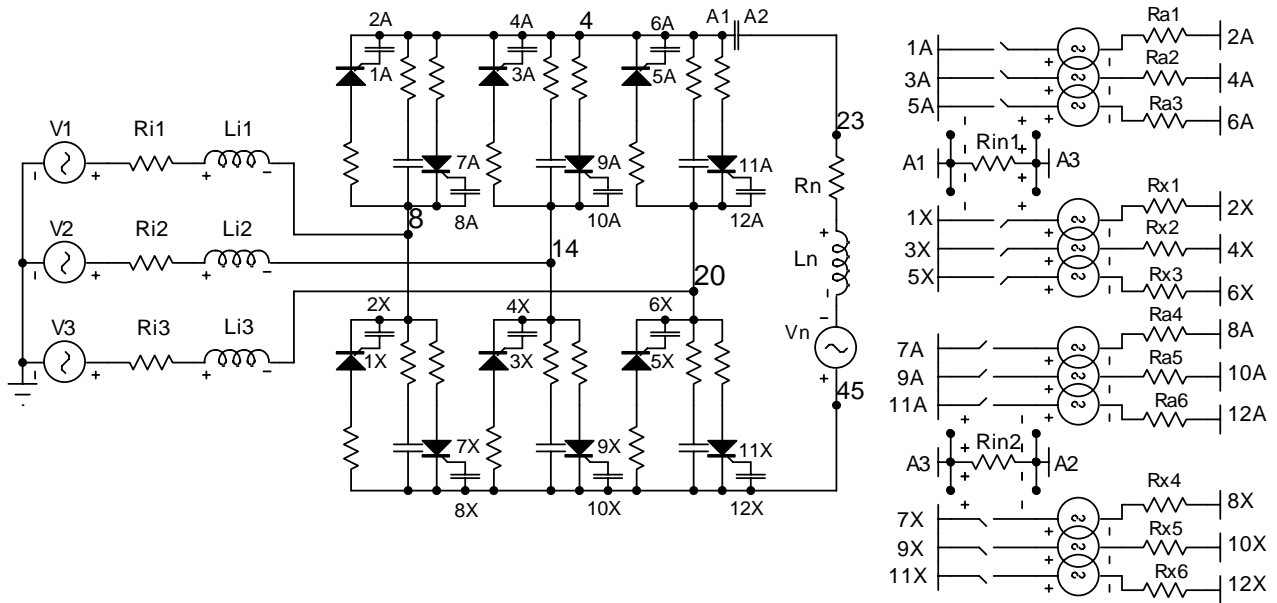 2A 4A 4 6A A1 A2
1A 3A 5A
V1 Ri1 Li1
7A 9A 11A
8A 10A 12A
8
V2 Ri2 Li2
14
20
V3 Ri3 Li3
2X 4X 6X
1X 3X 5X
7X 9X 11X
8X 10X 12X
23
Rn
Ln
Vn
45
Ra1
1A 2A
Ra2
3A 4A
Ra3
5A 6A
Rin1
A1 A3
Rx1
1X 2X
Rx2
3X 4X
Rx3
5X 6X
Ra4
7A 8A
Ra5
9A 10A
Ra6
11A 12A
Rin2
A3 A2
Rx4
7X 8X
Rx5
9X 10X
Rx6
11X 12X